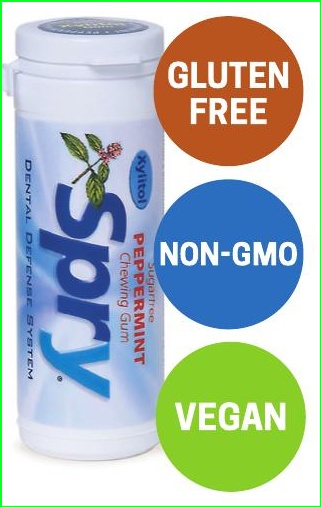 GLUTEN
FREE
NON-GMO
VEGAN
Xylitol
Spry®
Sugarfree
PEPPERMINT
Chewing Gum
DENTAL DEFENSE SYSTEM